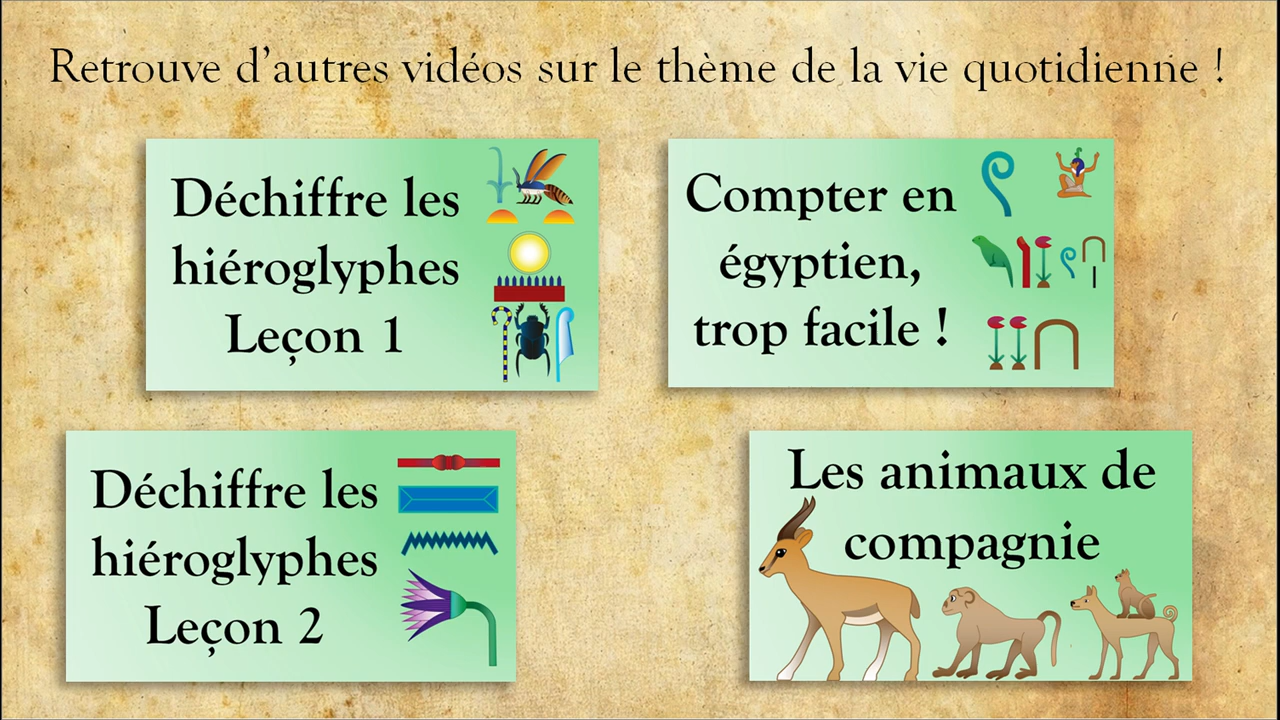 Retrouve d’autres vidéos sur le thème de la vie quotidienne !
Déchiffre les
hiéroglyphes
Leçon 1
Compter en
égyptien,
trop facile !
Déchiffre les
hiéroglyphes
Leçon 2
Les animaux de
compagnie